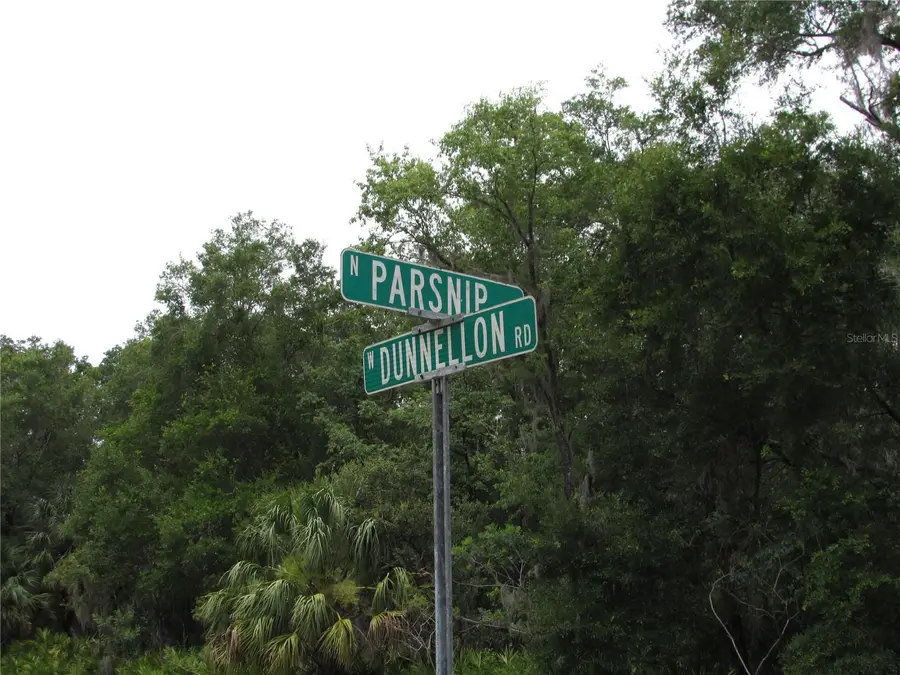 N PARSNIP
W DUNNELLON RD
StellarMLS